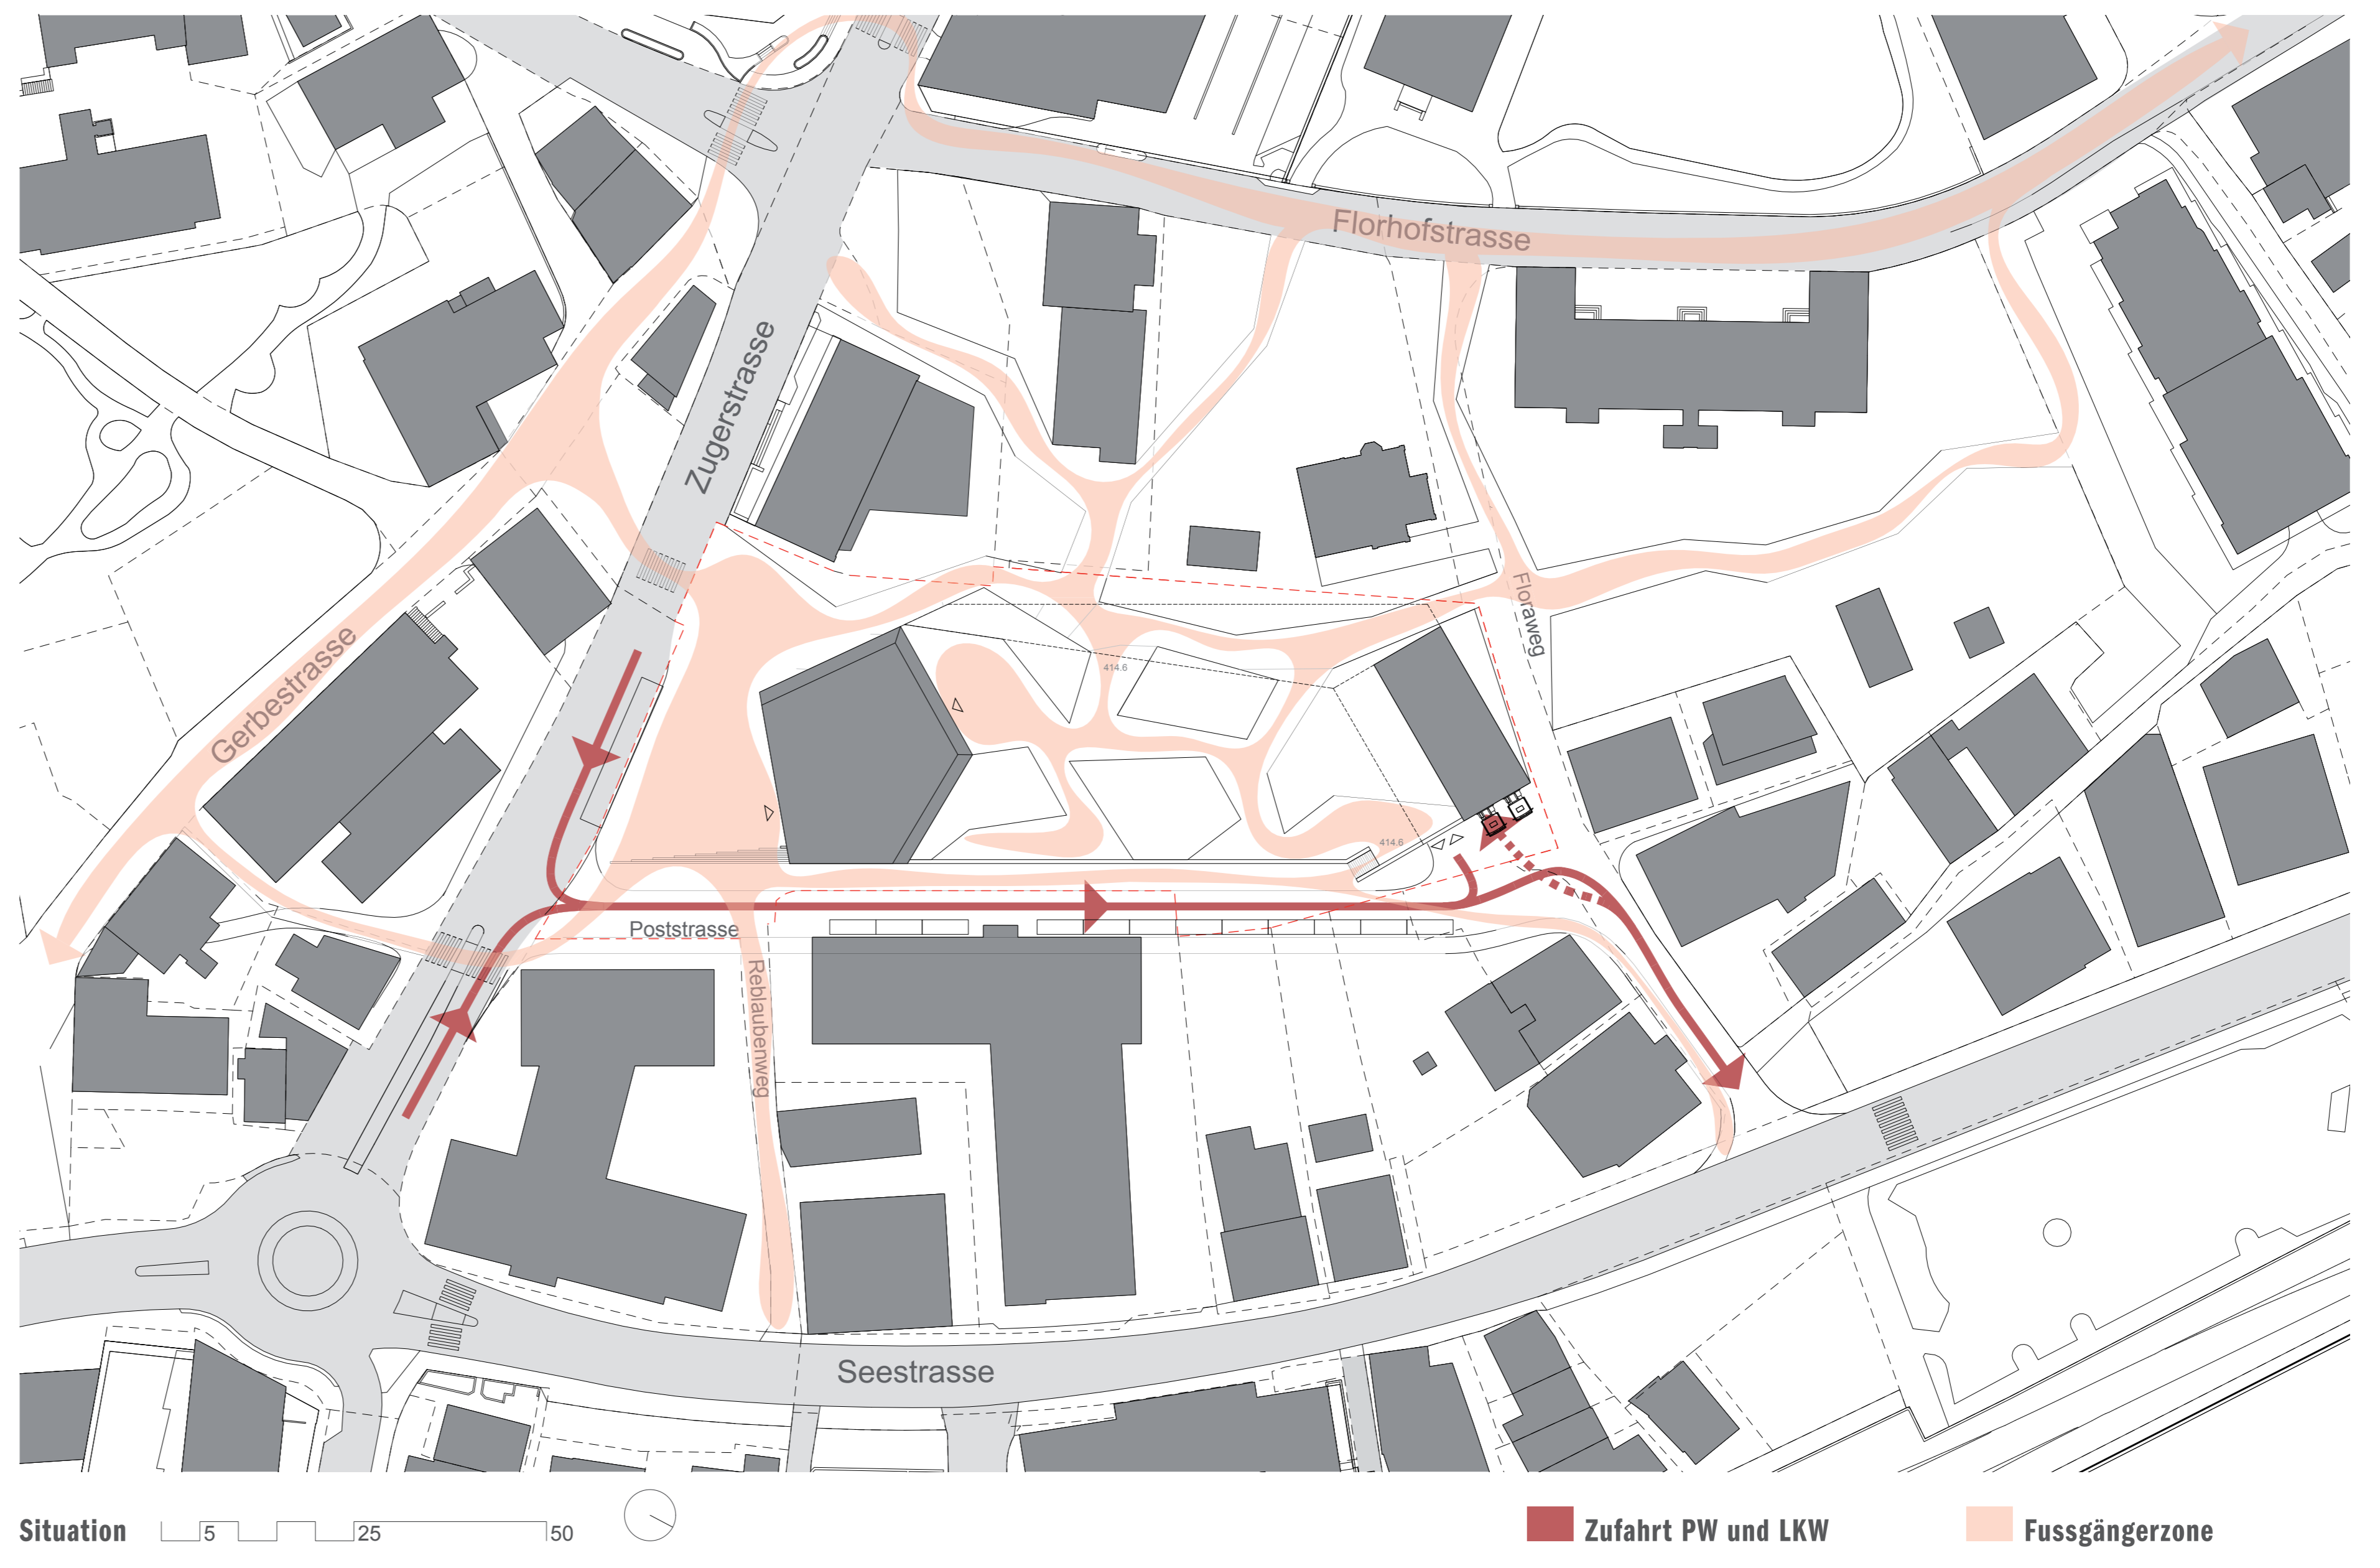 Florhofstrasse
Zugerstrasse
Floraweg
Gerbestrasse
414.6
414.6
Poststrasse
Reblaubenweg
Seestrasse
Situation 5 25 50
Zufahrt PW und LKW
Fussgängerzone